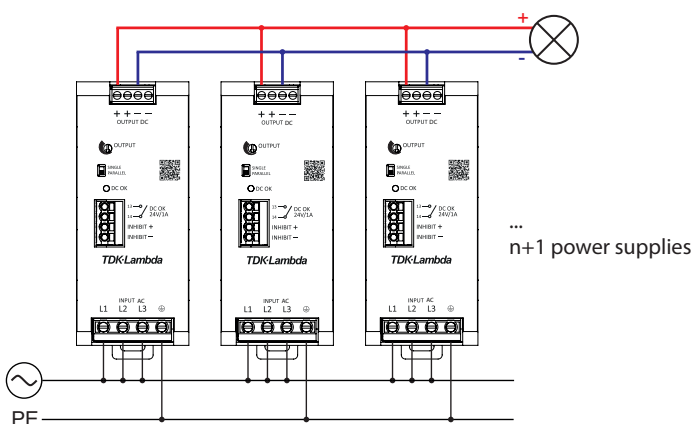 +
-
+ + − −
OUTPUT DC
OUTPUT
SINGLE
PARALLEL
DC OK
13
14
DC OK
24V/1A
INHIBIT +
INHIBIT −
TDK·Lambda
INPUT AC
L1 L2 L3
+ + − −
OUTPUT DC
OUTPUT
SINGLE
PARALLEL
DC OK
13
14
DC OK
24V/1A
INHIBIT +
INHIBIT −
TDK·Lambda
INPUT AC
L1 L2 L3
+ + − −
OUTPUT DC
OUTPUT
SINGLE
PARALLEL
DC OK
13
14
DC OK
24V/1A
INHIBIT +
INHIBIT −
TDK·Lambda
INPUT AC
L1 L2 L3
...
n+1 power supplies
PE